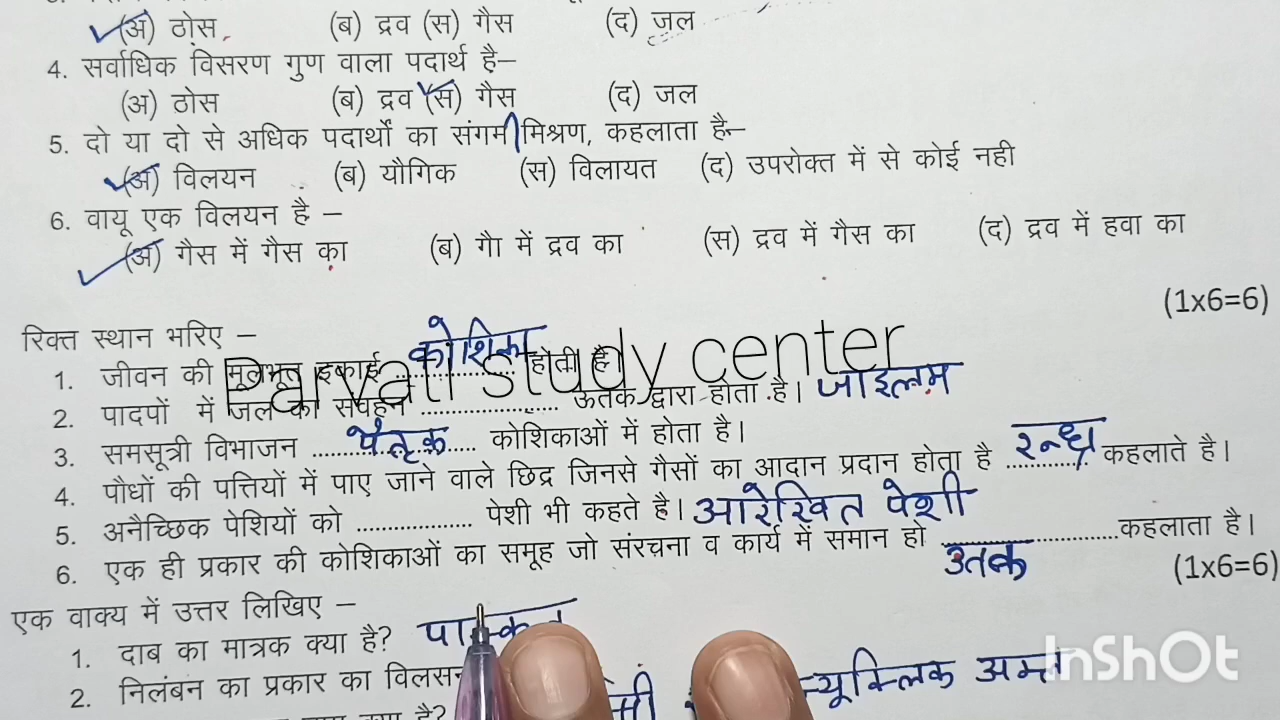 (अ) ठोस (ब) द्रव (स) गैस (द) जल
4. सर्वाधिक विसरण गुण वाला पदार्थ है–
(अ) ठोस (ब) द्रव (स) गैस (द) जल
5. दो या दो से अधिक पदार्थो का संगम मिश्रण, कहलाता है–
(अ) विलयन (ब) यौगिक (स) विलायत (द) उपरोक्त में से कोई नही
6. वायु एक विलयन है –
(अ) गैस में गैस का (ब) गैा में द्रव का (स) द्रव में गैस का (द) द्रव में हवा का
(1x6=6)
रिक्त स्थान भरिए –
1. जीवन की मूलभूत इकाई कोशिका होती है।
Parvati study center
2. पादपों में जल का संवहन .................... ऊतक द्वारा होता है। जाइलम
3. समसूत्री विभाजन पैतृक कोशिकाओं में होता है।
4. पौधों की पत्तियों में पाए जाने वाले छिद्र जिनसे गैसों का आदान प्रदान होता है रन्ध्र कहलाते है।
5. अनैच्छिक पेशियों को .................. पेशी भी कहते है। आरेखित पेशी
6. एक ही प्रकार की कोशिकाओं का समूह जो संरचना व कार्य में समान हो उतक कहलाता है।
(1x6=6)
एक वाक्य में उत्तर लिखिए –
1. दाब का मात्रक क्या है?
2. निलंबन का प्रकार का न्यूक्लिक अम्ल
क्या है?
InShOt